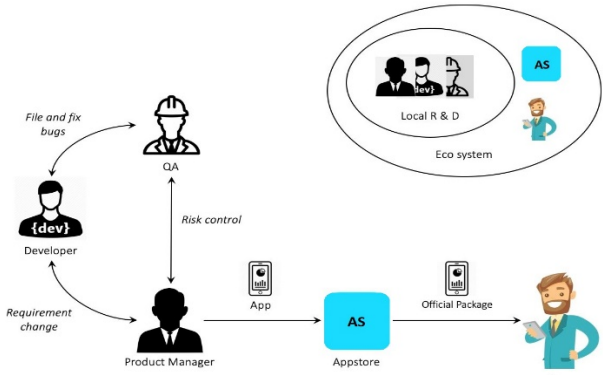 File and fix
bugs
QA
{dev}
Developer
Risk control
Requirement
change
Product Manager
App
AS
Appstore
Official Package
dev}
Local R & D
AS
Eco system